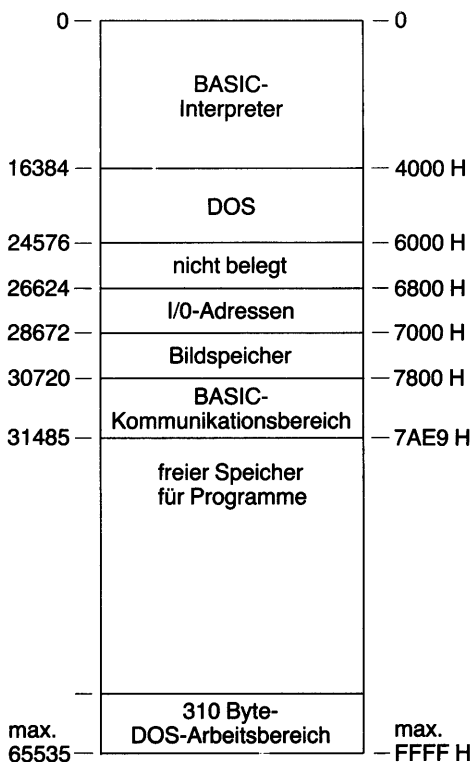 0 0
BASIC-
Interpreter
16384 4000 H
DOS
24576 6000 H
nicht belegt
26624 6800 H
I/0-Adressen
28672 7000 H
Bildspeicher
30720 7800 H
BASIC-
Kommunikationsbereich
31485 7AE9 H
freier Speicher
für Programme
310 Byte-
DOS-Arbeitsbereich
max. max.
65535 FFFF H